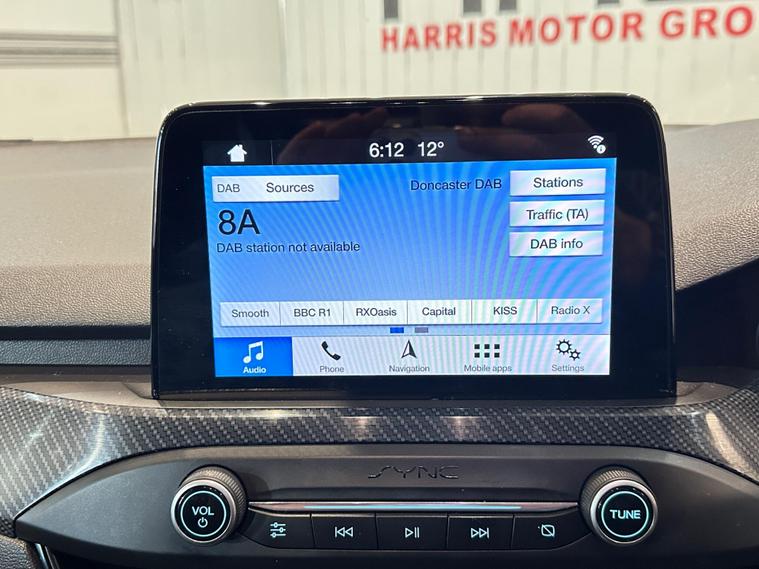 HARRIS MOTOR GRO
6:12 12°
DAB Sources
Doncaster DAB
Stations
8A
Traffic (TA)
DAB station not available
DAB info
Smooth BBC R1 RXOasis Capital KISS Radio X
Audio Phone Navigation Mobile apps Settings
SYNC
VOL
TUNE